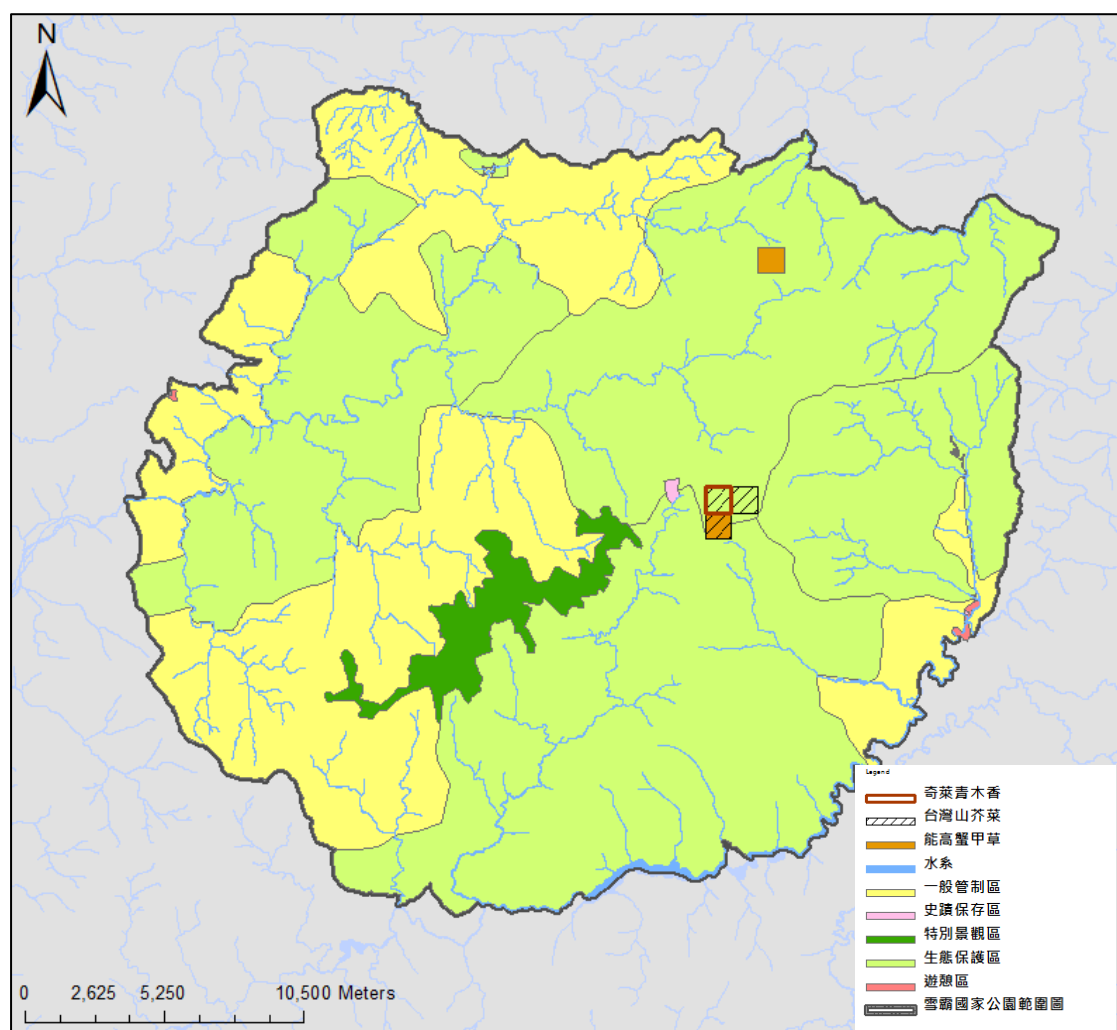 N
Legend
奇萊青木香
台灣山芥菜
能高蟹甲草
水系
一般管制區
史蹟保存區
特別景觀區
生態保護區
遊憩區
雪霸國家公園範圍圖
0 2,625 5,250 10,500 Meters